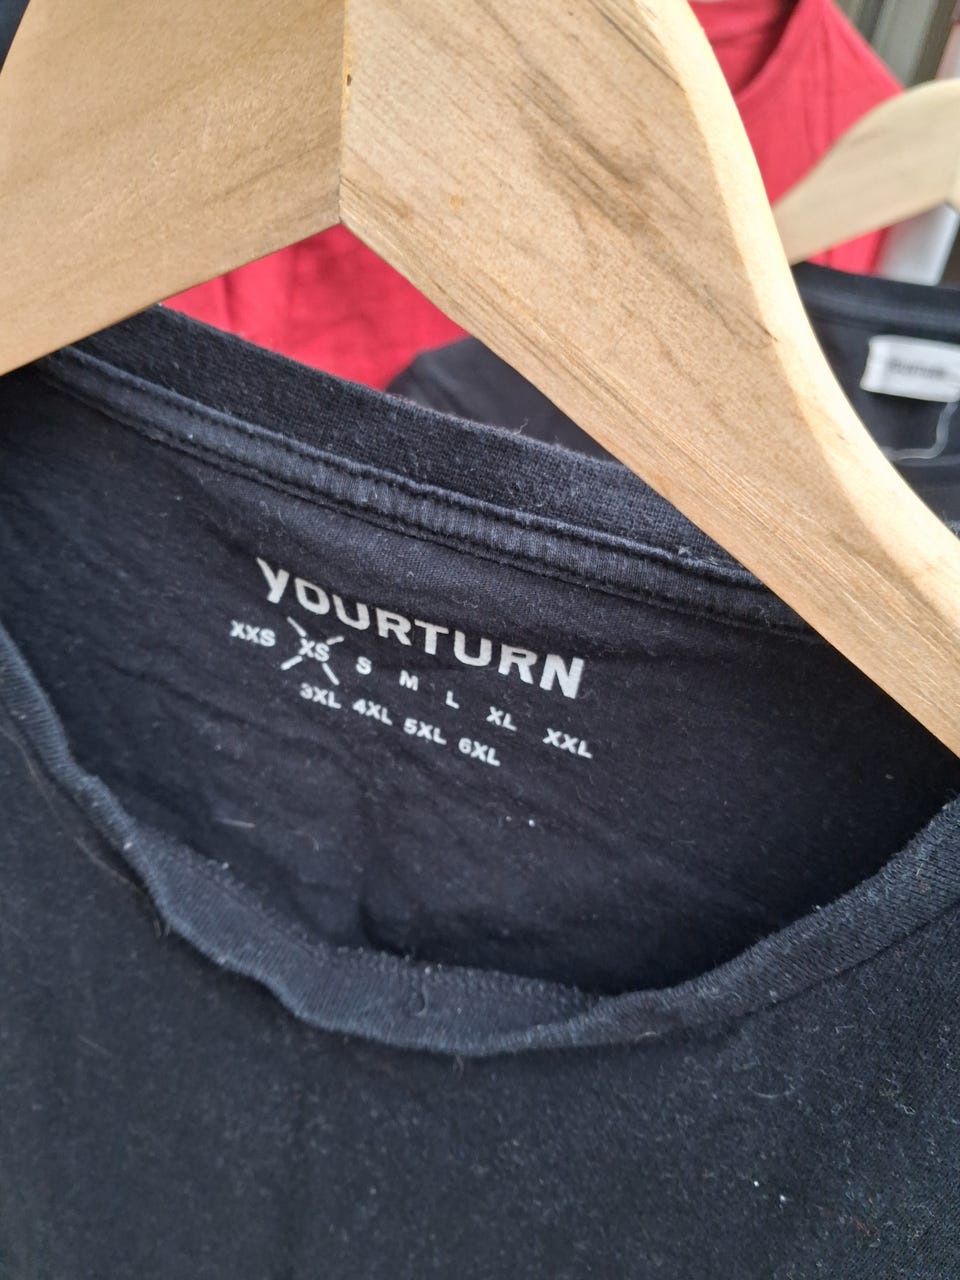 YOURTURN
XXS XS S M L XL XXL
3XL 4XL 5XL 6XL